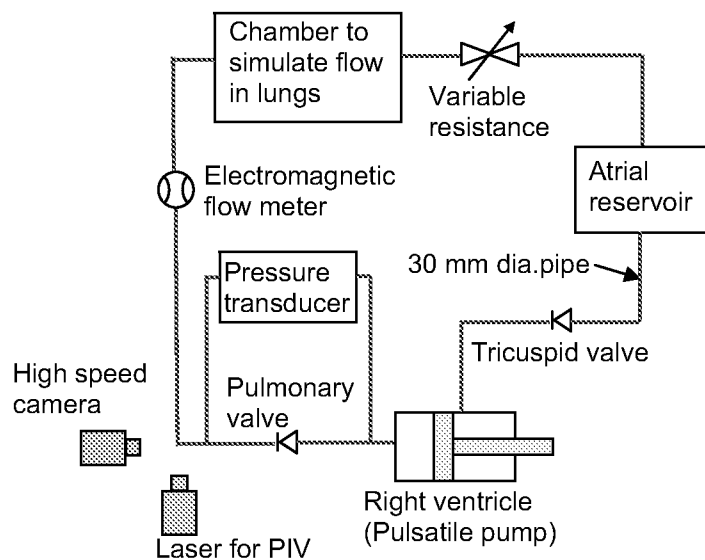 Chamber to
simulate flow
in lungs
Variable
resistance
Atrial
reservoir
Electromagnetic
flow meter
30 mm dia.pipe
Pressure
transducer
Tricuspid valve
High speed
camera
Pulmonary
valve
Right ventricle
(Pulsatile pump)
Laser for PIV